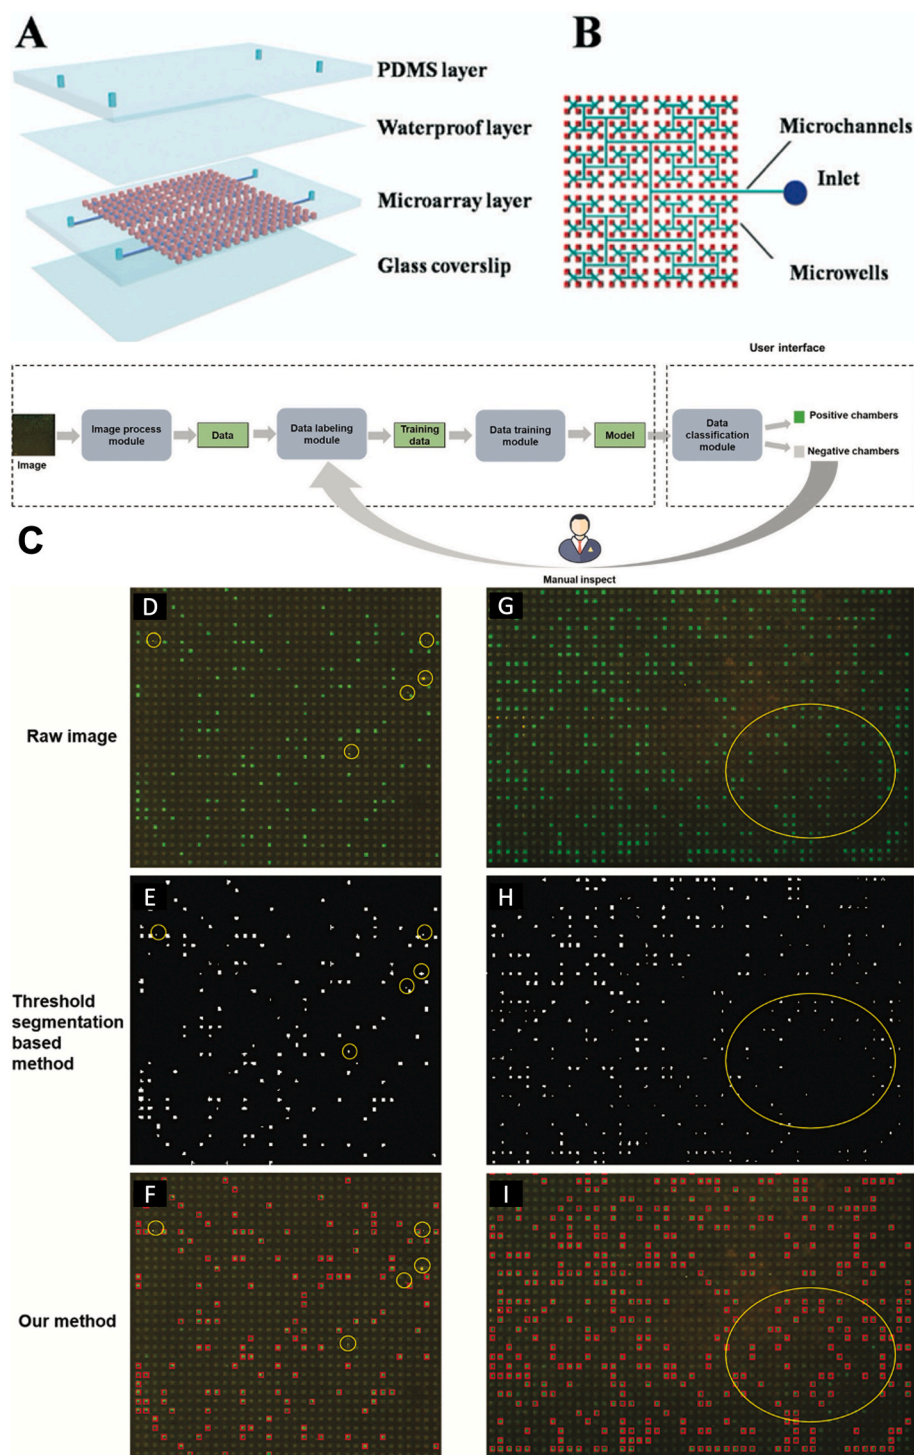 A
PDMS layer
Waterproof layer
Microarray layer
Glass coverslip
B
Microchannels
Inlet
Microwells
User interface
Image
Image process
module
Data
Data labeling
module
Training
data
Data training
module
Model
Data
classification
module
Positive chambers
Negative chambers
Manual inspect
C
D
G
Raw image
E
H
Threshold
segmentation
based
method
F
I
Our method